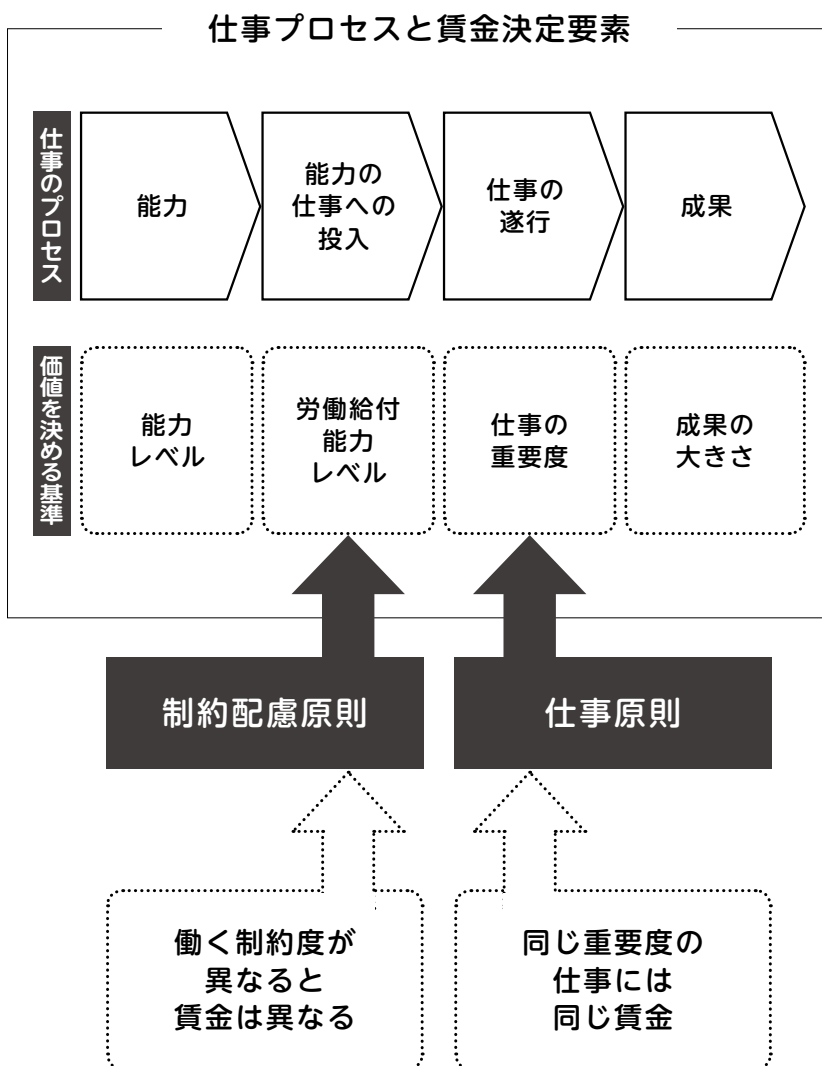 仕事プロセスと賃金決定要素
仕事のプロセス
能力
能力の
仕事への
投入
仕事の
遂行
成果
価値を決める基準
能力
レベル
労働給付
能力
レベル
仕事の
重要度
成果の
大きさ
制約配慮原則
仕事原則
働く制約度が
異なると
賃金は異なる
同じ重要度の
仕事には
同じ賃金